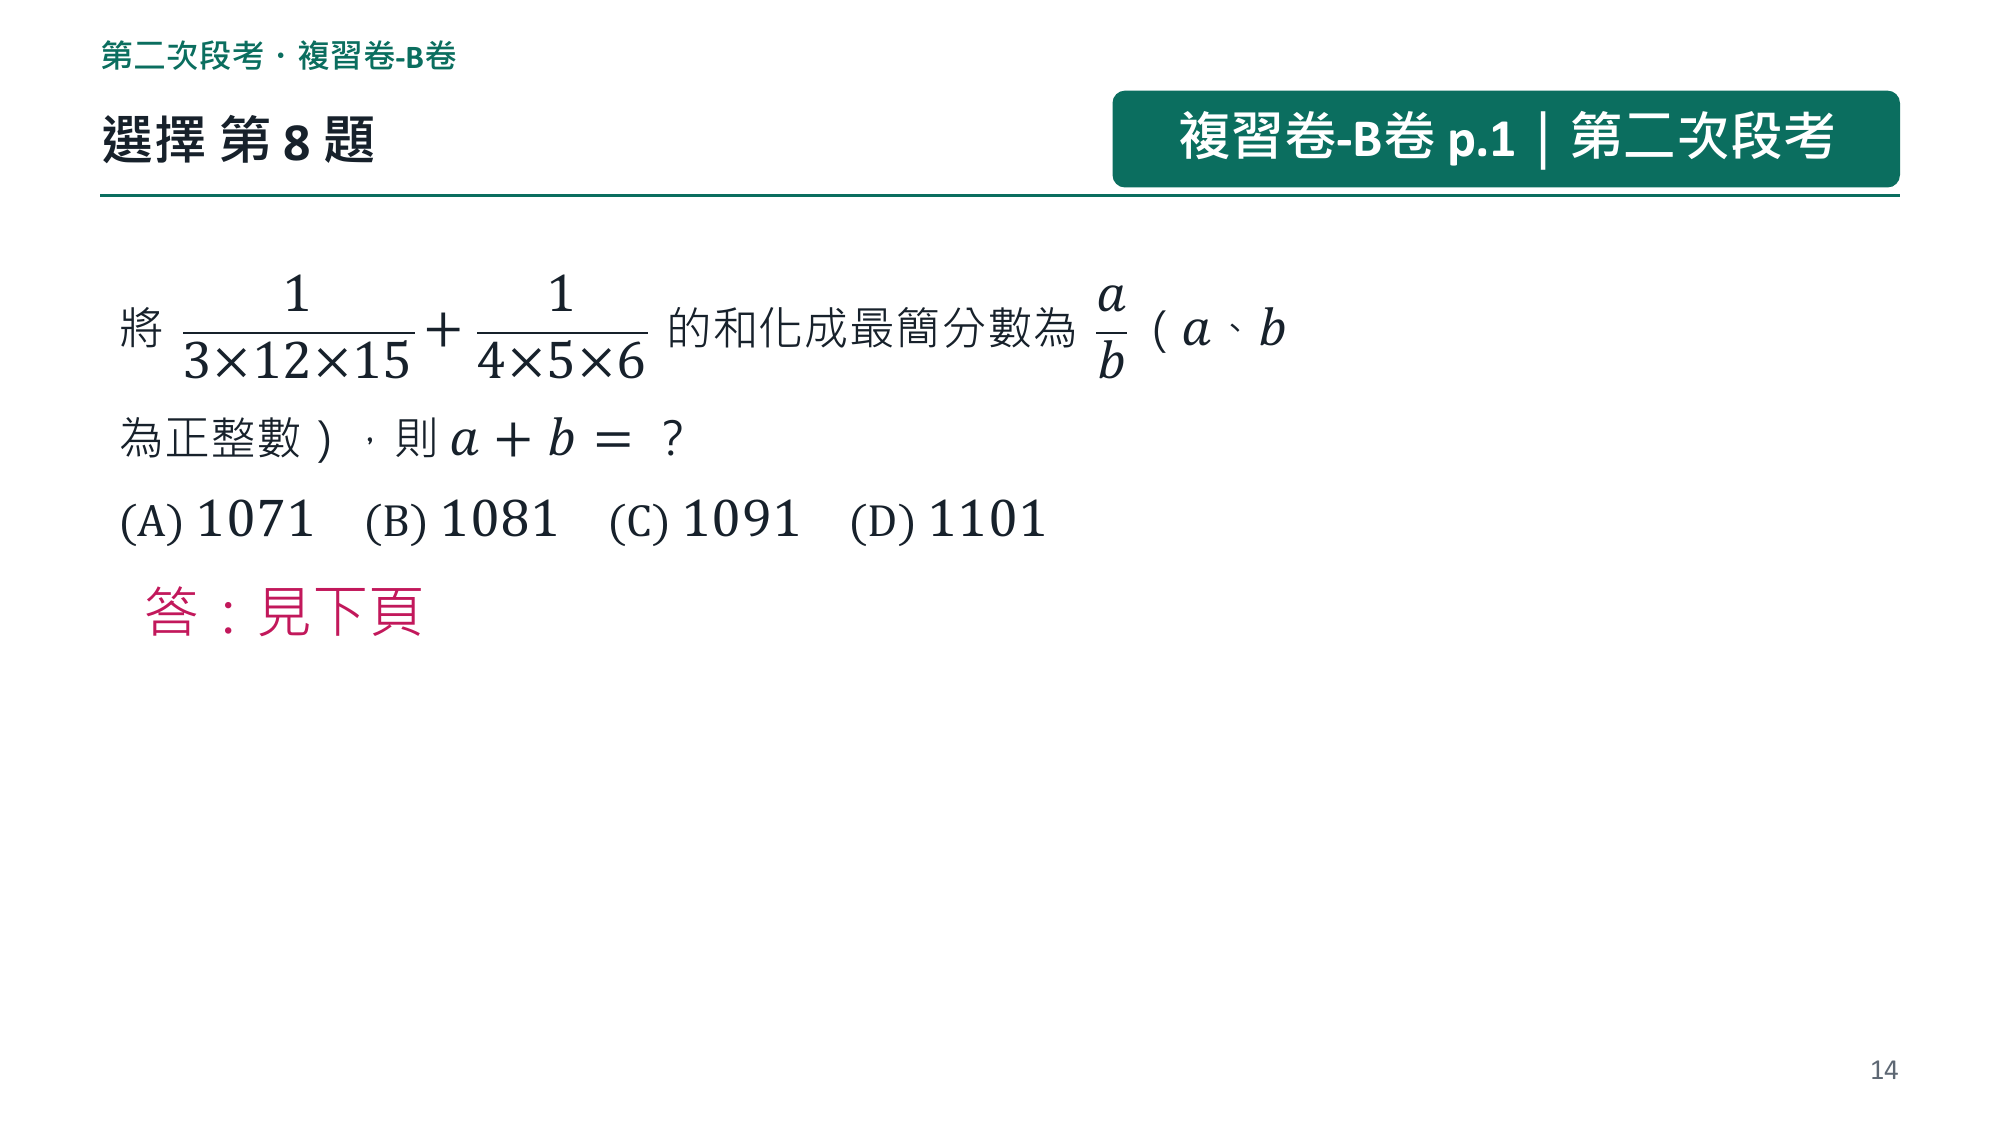 第二次段考・複習卷-B卷
選擇 第 8 題
複習卷-B卷 p.1｜第二次段考
將 \frac{1}{3×12×15} + \frac{1}{4×5×6} 的和化成最簡分數為 \frac{a}{b}（a、b
為正整數），則 a + b = ？
(A) 1071 (B) 1081 (C) 1091 (D) 1101
答：見下頁
14